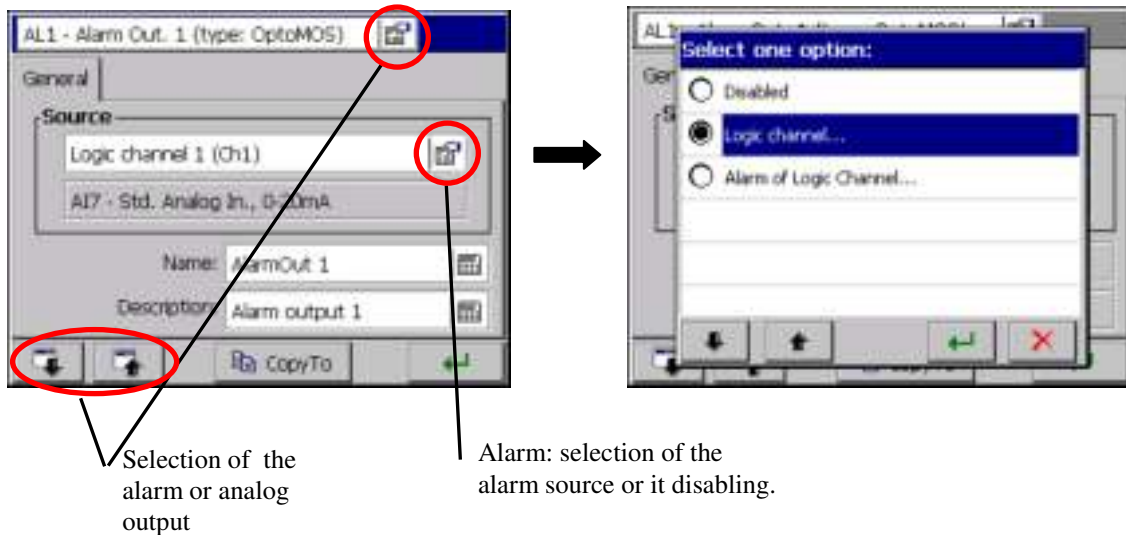 AL1 - Alarm Out. 1 (type: OptoMOS)
General
Source
Logic channel 1 (Ch1)
AI7 - Std. Analog In., 0-20mA
Name: AlarmOut 1
Description: Alarm output 1
CopyTo
Select one option:
Disabled
Logic channel...
Alarm of Logic Channel...
Selection of the
alarm or analog
output
Alarm: selection of the
alarm source or it disabling.